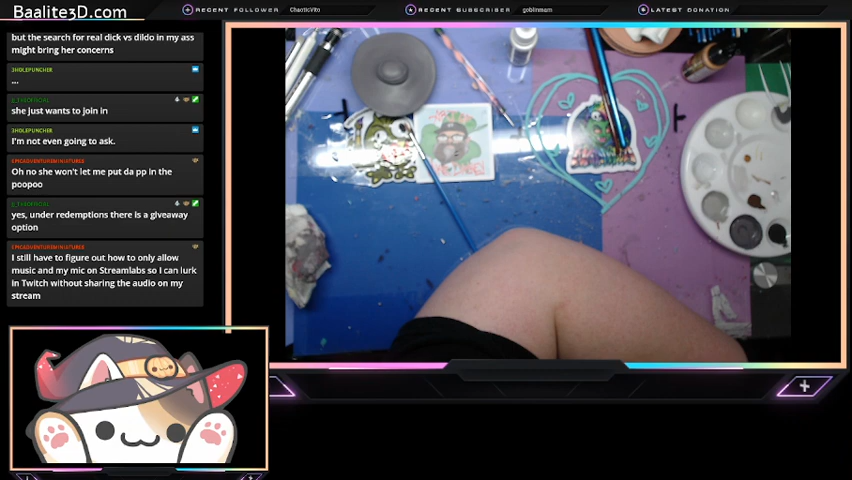 Baalite3D.com
RECENT FOLLOWER ChaoticVito
RECENT SUBSCRIBER goblinmam
LATEST DONATION
but the search for real dick vs dildo in my ass
might bring her concerns
3HOLEPUNCHER
...
she just wants to join in
3HOLEPUNCHER
I'm not even going to ask.
EPICADVENTUREMINIATURES
Oh no she won't let me put da pp in the
poopoo
yes, under redemptions there is a giveaway
option
EPICADVENTUREMINIATURES
I still have to figure out how to only allow
music and my mic on Streamlabs so I can lurk
in Twitch without sharing the audio on my
stream